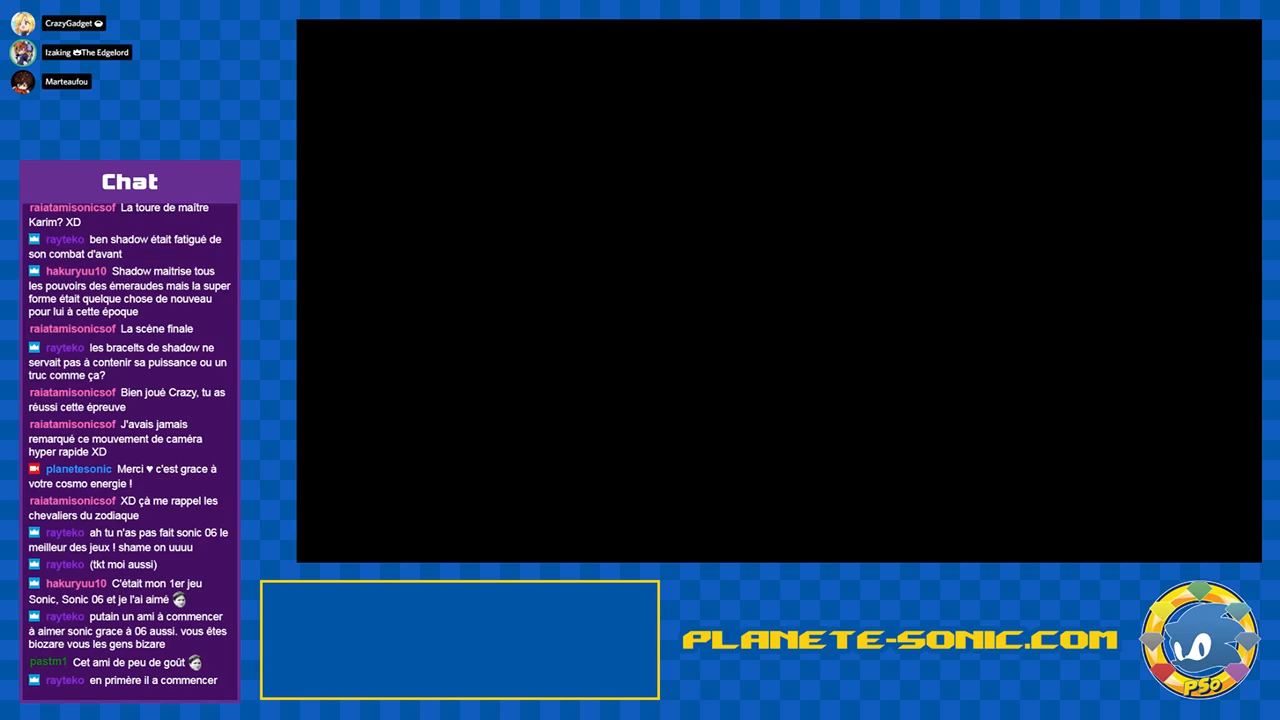 CrazyGadget
Izaking The Edgelord
Marteaufou
Chat
raiatamisonicsof La toure de maître
Karim? XD
rayteko ben shadow était fatigué de
son combat d'avant
hakuryuu10 Shadow maitrise tous
les pouvoirs des émeraudes mais la super
forme était quelque chose de nouveau
pour lui à cette époque
raiatamisonicsof La scène finale
rayteko les bracelts de shadow ne
servait pas à contenir sa puissance ou un
truc comme ça?
raiatamisonicsof Bien joué Crazy, tu as
réussi cette épreuve
raiatamisonicsof J'avais jamais
remarqué ce mouvement de caméra
hyper rapide XD
planetesonic Merci ♥ c'est grace à
votre cosmo energie !
raiatamisonicsof XD çà me rappel les
chevaliers du zodiaque
rayteko ah tu n'as pas fait sonic 06 le
meilleur des jeux ! shame on uuuu
rayteko (tkt moi aussi)
hakuryuu10 C'était mon 1er jeu
Sonic, Sonic 06 et je l'ai aimé
rayteko putain un ami à commencer
à aimer sonic grace à 06 aussi. vous êtes
biozare vous les gens bizare
pastm1 Cet ami de peu de goût
rayteko en primère il a commencer
PLANETE-SONIC.COM
PSO